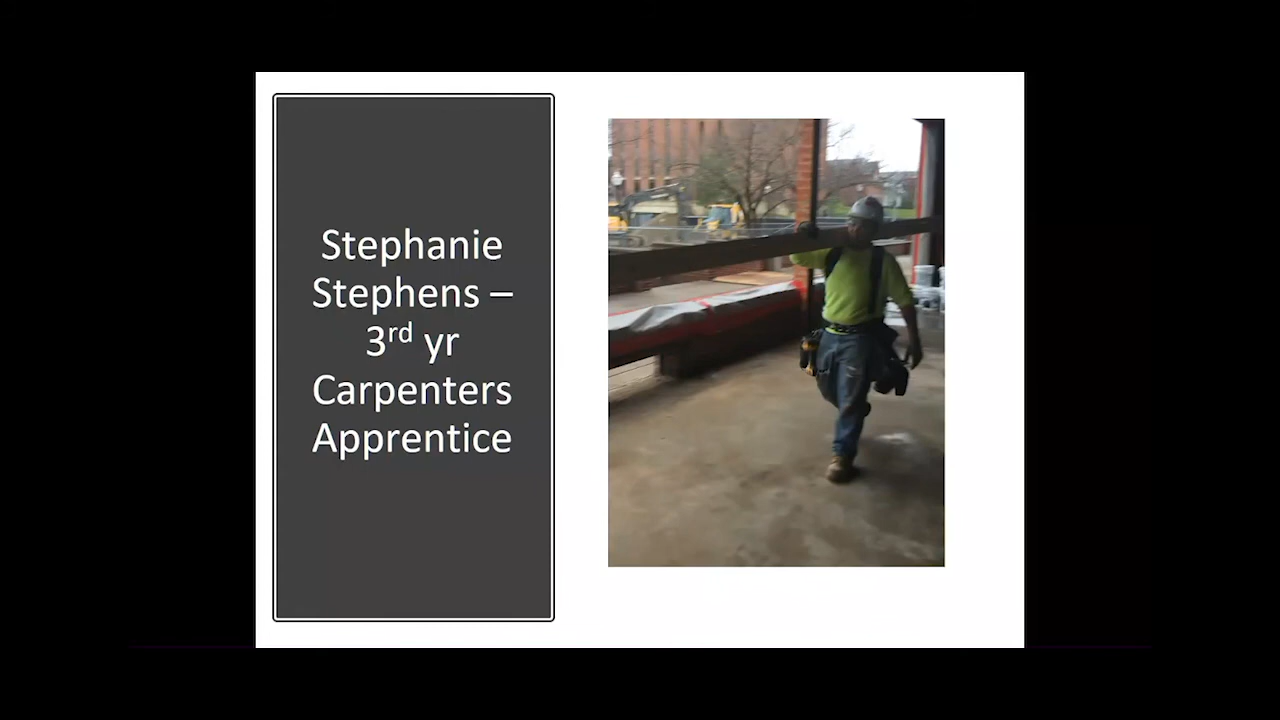 Stephanie
Stephens –
3rd yr
Carpenters
Apprentice